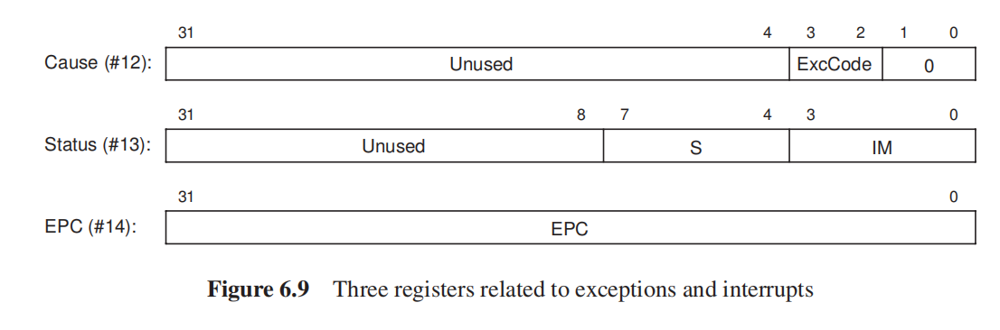 31 4 3 2 1 0
Cause (#12): Unused ExcCode 0
31 8 7 4 3 0
Status (#13): Unused S IM
31 0
EPC (#14): EPC
Figure 6.9 Three registers related to exceptions and interrupts